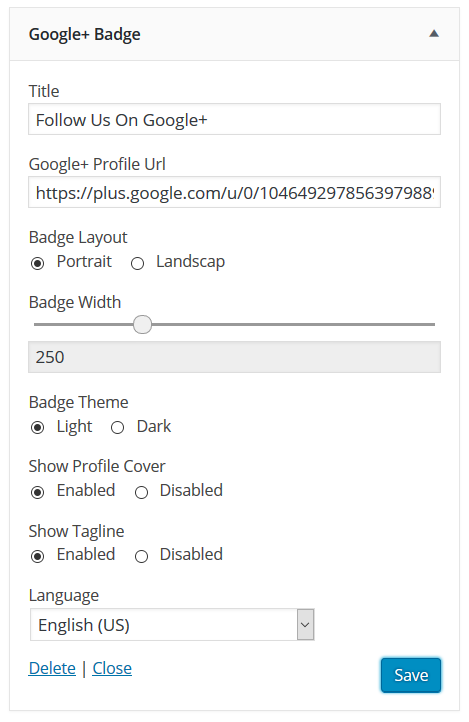 Google+ Badge
Title
Follow Us On Google+
Google+ Profile Url
https://plus.google.com/u/0/104649297856397988
Badge Layout
Portrait Landscap
Badge Width
250
Badge Theme
Light Dark
Show Profile Cover
Enabled Disabled
Show Tagline
Enabled Disabled
Language
English (US)
Delete | Close Save